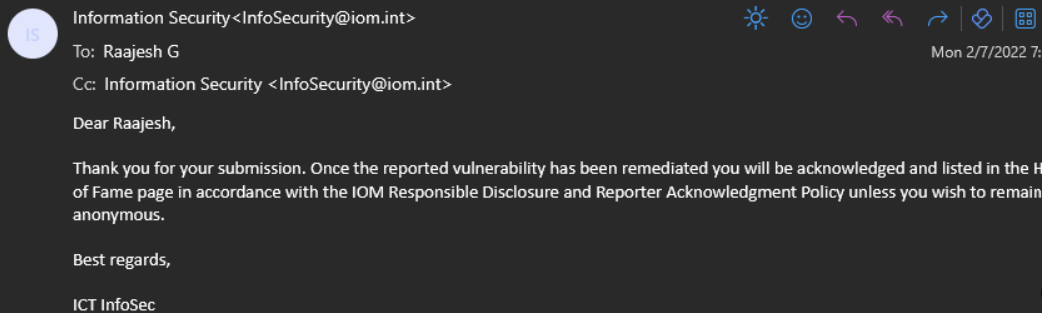 IS
Information Security<InfoSecurity@iom.int>
To: Raajesh G
Mon 2/7/2022 7:
Cc: Information Security <InfoSecurity@iom.int>
Dear Raajesh,
Thank you for your submission. Once the reported vulnerability has been remediated you will be acknowledged and listed in the H
of Fame page in accordance with the IOM Responsible Disclosure and Reporter Acknowledgment Policy unless you wish to remain
anonymous.
Best regards,
ICT InfoSec